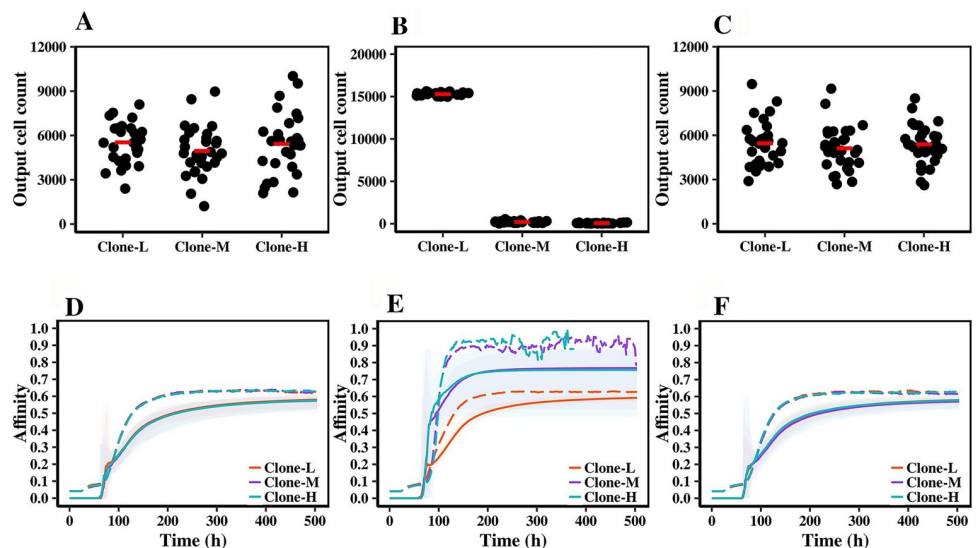 A
B
C
Output cell count
12000
9000
6000
3000
0
Clone-L Clone-M Clone-H
Output cell count
20000
15000
10000
5000
0
Clone-L Clone-M Clone-H
Output cell count
12000
9000
6000
3000
0
Clone-L Clone-M Clone-H
D
E
F
Affinity
1.0
0.9
0.8
0.7
0.6
0.5
0.4
0.3
0.2
0.1
0.0
Clone-L
Clone-M
Clone-H
0 100 200 300 400 500
Time (h)
Affinity
1.0
0.9
0.8
0.7
0.6
0.5
0.4
0.3
0.2
0.1
0.0
Clone-L
Clone-M
Clone-H
0 100 200 300 400 500
Time (h)
Affinity
1.0
0.9
0.8
0.7
0.6
0.5
0.4
0.3
0.2
0.1
0.0
Clone-L
Clone-M
Clone-H
0 100 200 300 400 500
Time (h)